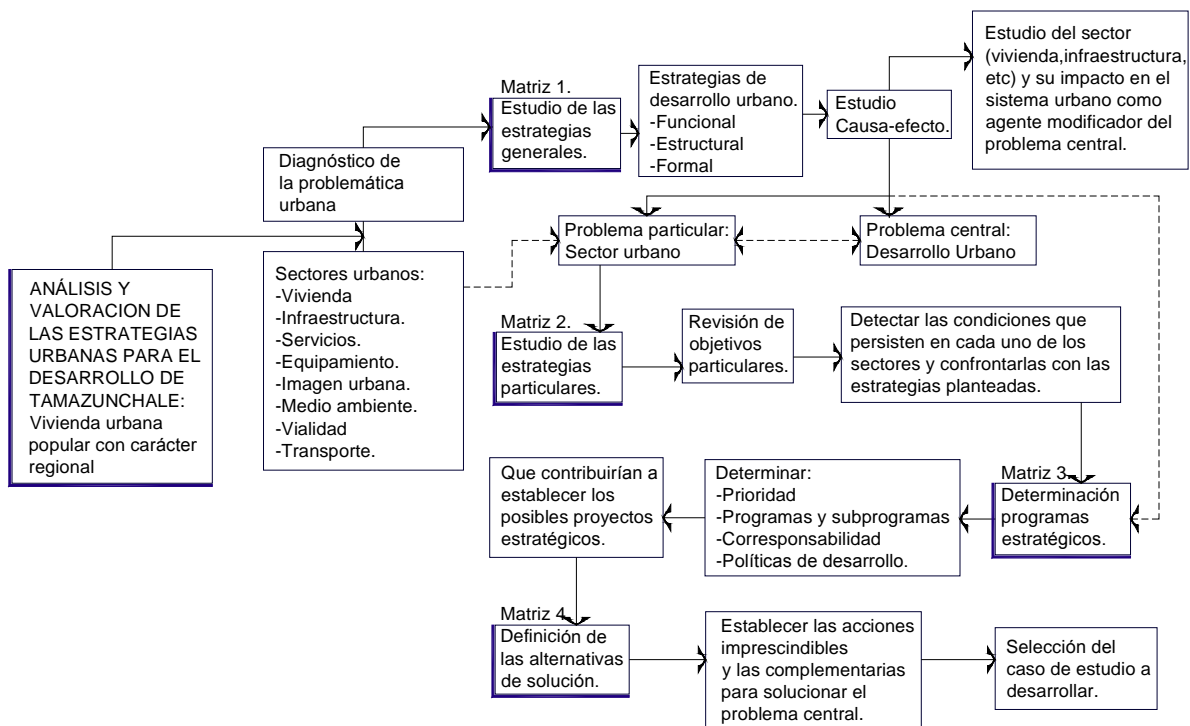 ANÁLISIS Y
VALORACION DE
LAS ESTRATEGIAS
URBANAS PARA EL
DESARROLLO DE
TAMAZUNCHALE:
Vivienda urbana
popular con carácter
regional
Diagnóstico de
la problemática
urbana
Sectores urbanos:
-Vivienda
-Infraestructura.
-Servicios.
-Equipamiento.
-Imagen urbana.
-Medio ambiente.
-Vialidad
-Transporte.
Matriz 1.
Estudio de las
estrategias
generales.
Estrategias de
desarrollo urbano.
-Funcional
-Estructural
-Formal
Estudio
Causa-efecto.
Estudio del sector
(vivienda,infraestructura,
etc) y su impacto en el
sistema urbano como
agente modificador del
problema central.
Problema particular:
Sector urbano
Problema central:
Desarrollo Urbano
Matriz 2.
Estudio de las
estrategias
particulares.
Revisión de
objetivos
particulares.
Detectar las condiciones que
persisten en cada uno de los
sectores y confrontarlas con las
estrategias planteadas.
Matriz 3.
Determinación
programas
estratégicos.
Determinar:
-Prioridad
-Programas y subprogramas
-Corresponsabilidad
-Políticas de desarrollo.
Que contribuirían a
establecer los
posibles proyectos
estratégicos.
Matriz 4.
Definición de
las alternativas
de solución.
Establecer las acciones
imprescindibles
y las complementarias
para solucionar el
problema central.
Selección del
caso de estudio a
desarrollar.